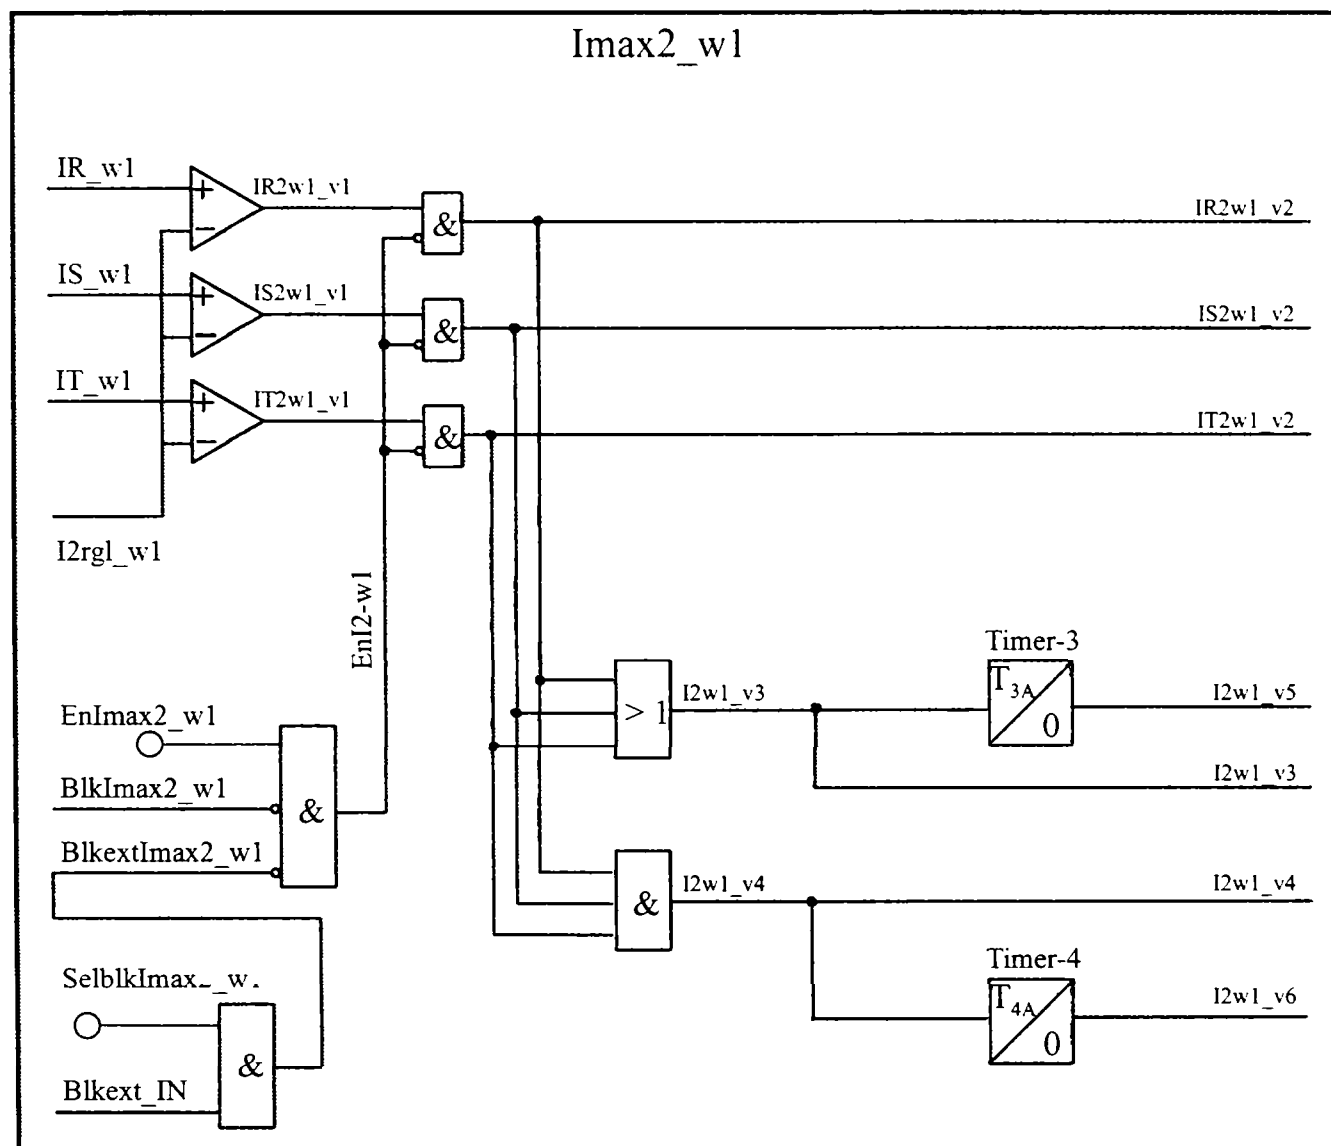 Imax2_w1
IR_w1
+
−
IR2w1_v1
&
IR2w1_v2
IS_w1
+
−
IS2w1_v1
&
IS2w1_v2
IT_w1
+
−
IT2w1_v1
&
IT2w1_v2
I2rgl_w1
EnI2-w1
Timer-3
T3A
0
> 1
I2w1_v3
I2w1_v5
I2w1_v3
EnImax2_w1
BlkImax2_w1
&
BlkextImax2_w1
&
I2w1_v4
I2w1_v4
Timer-4
T4A
0
I2w1_v6
&
Blkext_IN